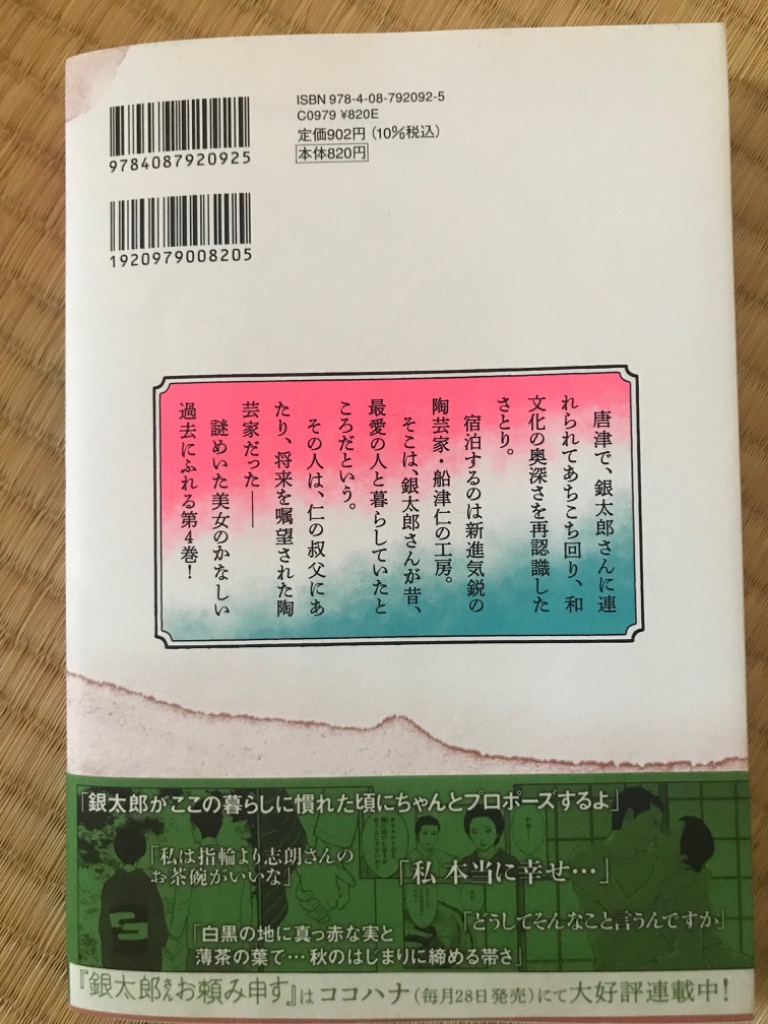 ISBN 978-4-08-792092-5
C0979 ¥820E
定価902円(10%税込)
本体820円
9784087920925
1920979008205
唐津で、銀太郎さんに連
れられてあちこち回り、和
文化の奥深さを再認識した
さとり。
宿泊するのは新進気鋭の
陶芸家・船津仁の工房。
そこは、銀太郎さんが昔、
最愛の人と暮らしていたと
ころだという。
その人は、仁の叔父にあ
たり、将来を嘱望された陶
芸家だった——
謎めいた美女のかなしい
過去にふれる第4巻!
「銀太郎がここの暮らしに慣れた頃にちゃんとプロポーズするよ」
「私は指輪より志朗さんの
お茶碗がいいな」
「私 本当に幸せ…」
「どうしてそんなこと言うんですか」
「白黒の地に真っ赤な実と
薄茶の葉て…秋のはじまりに締める帯さ」
『銀太郎さんお頼み申す』はココハナ(毎月28日発売)にて大好評連載中!